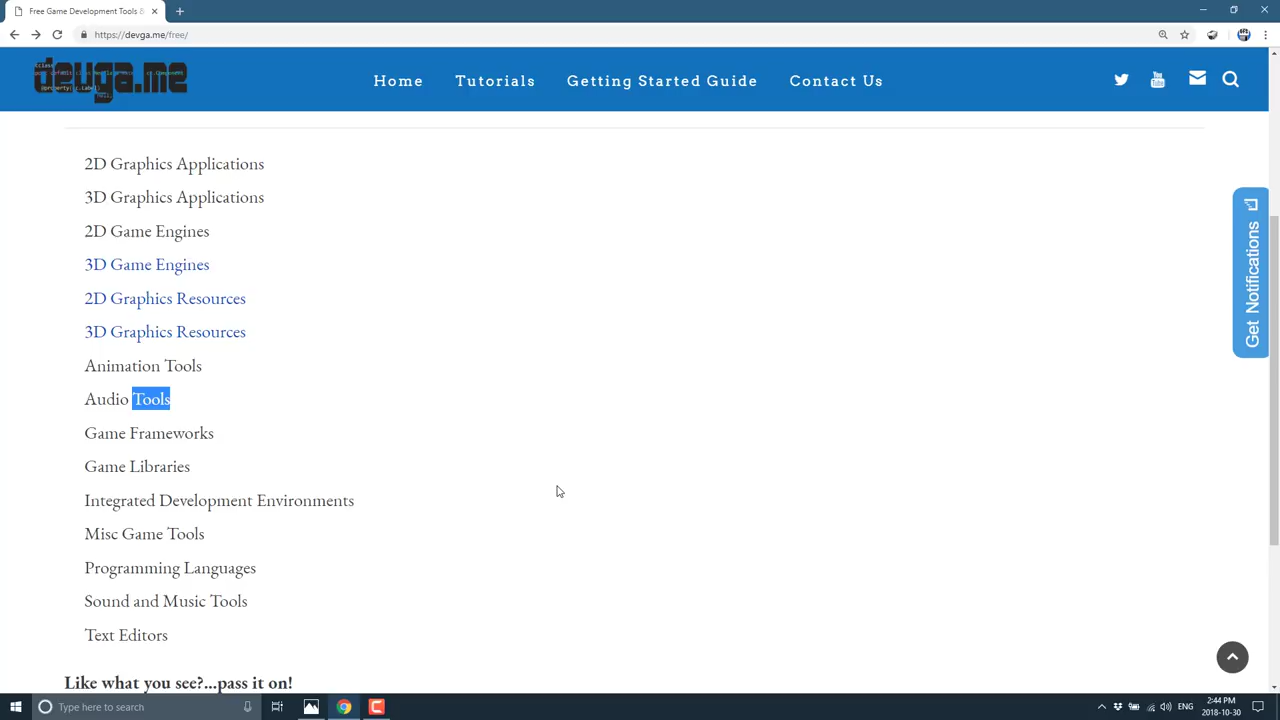 Free Game Development Tools &
https://devga.me/free/
devga.me
Home
Tutorials
Getting Started Guide
Contact Us
2D Graphics Applications
3D Graphics Applications
2D Game Engines
3D Game Engines
2D Graphics Resources
3D Graphics Resources
Animation Tools
Audio Tools
Game Frameworks
Game Libraries
Integrated Development Environments
Misc Game Tools
Programming Languages
Sound and Music Tools
Text Editors
Like what you see?...pass it on!
Get Notifications
Type here to search
ENG
2:44 PM
2018-10-30